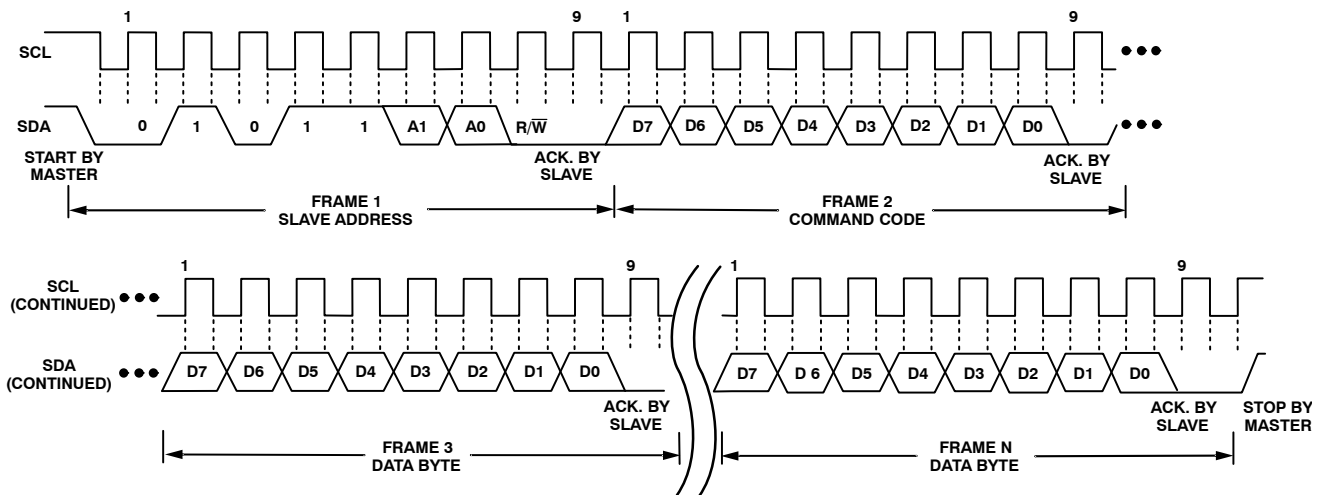 1 9 1 9
SCL
SDA 0 1 0 1 1 A1 A0 R/W̅ D7 D6 D5 D4 D3 D2 D1 D0
START BY
MASTER
ACK. BY
SLAVE
ACK. BY
SLAVE
FRAME 1
SLAVE ADDRESS
FRAME 2
COMMAND CODE
1 9 1 9
SCL
(CONTINUED)
SDA
(CONTINUED)
D7 D6 D5 D4 D3 D2 D1 D0
D7 D 6 D5 D4 D3 D2 D1 D0
ACK. BY
SLAVE
ACK. BY
SLAVE
STOP BY
MASTER
FRAME 3
DATA BYTE
FRAME N
DATA BYTE